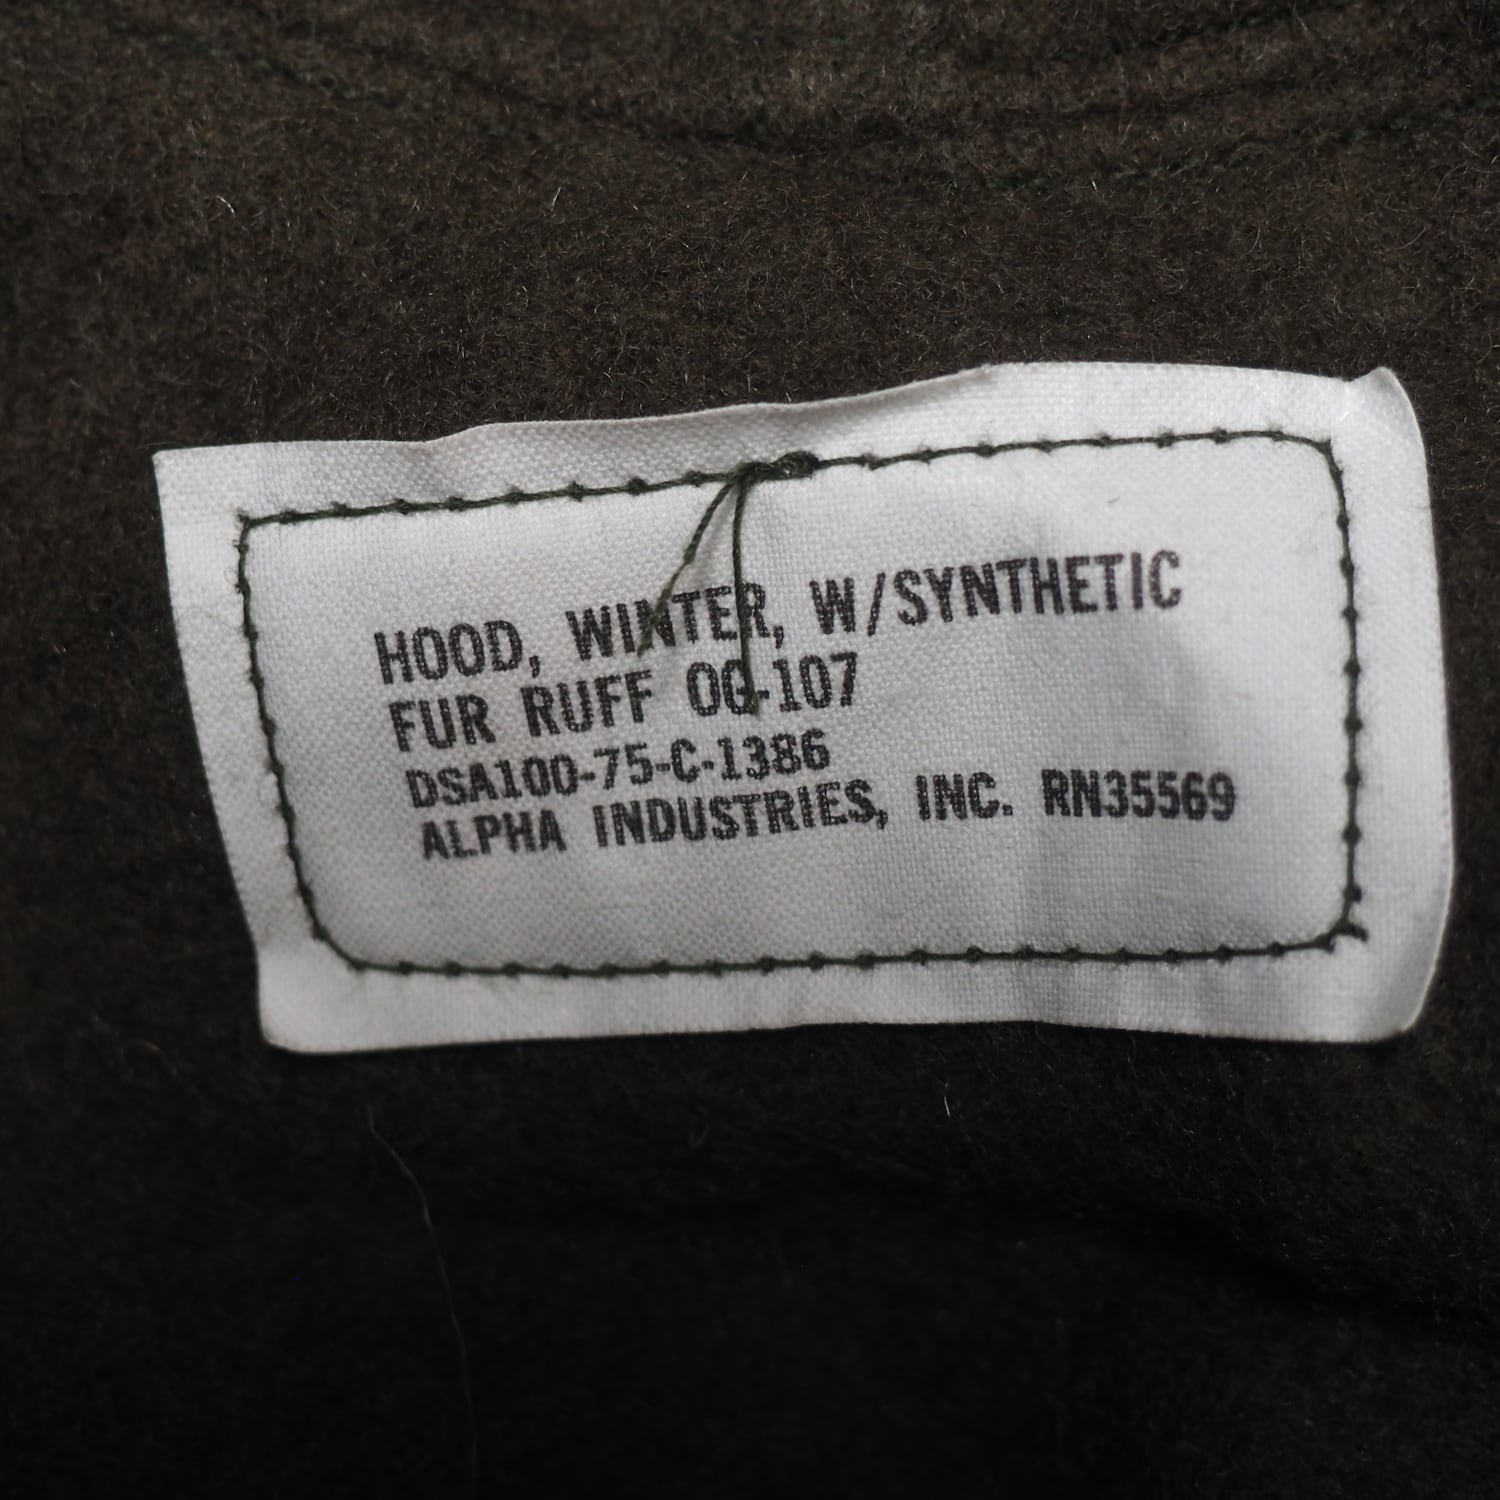 HOOD, WINTER, W/SYNTHETIC
FUR RUFF OG-107
DSA100-75-C-1386
ALPHA INDUSTRIES, INC. RN35569